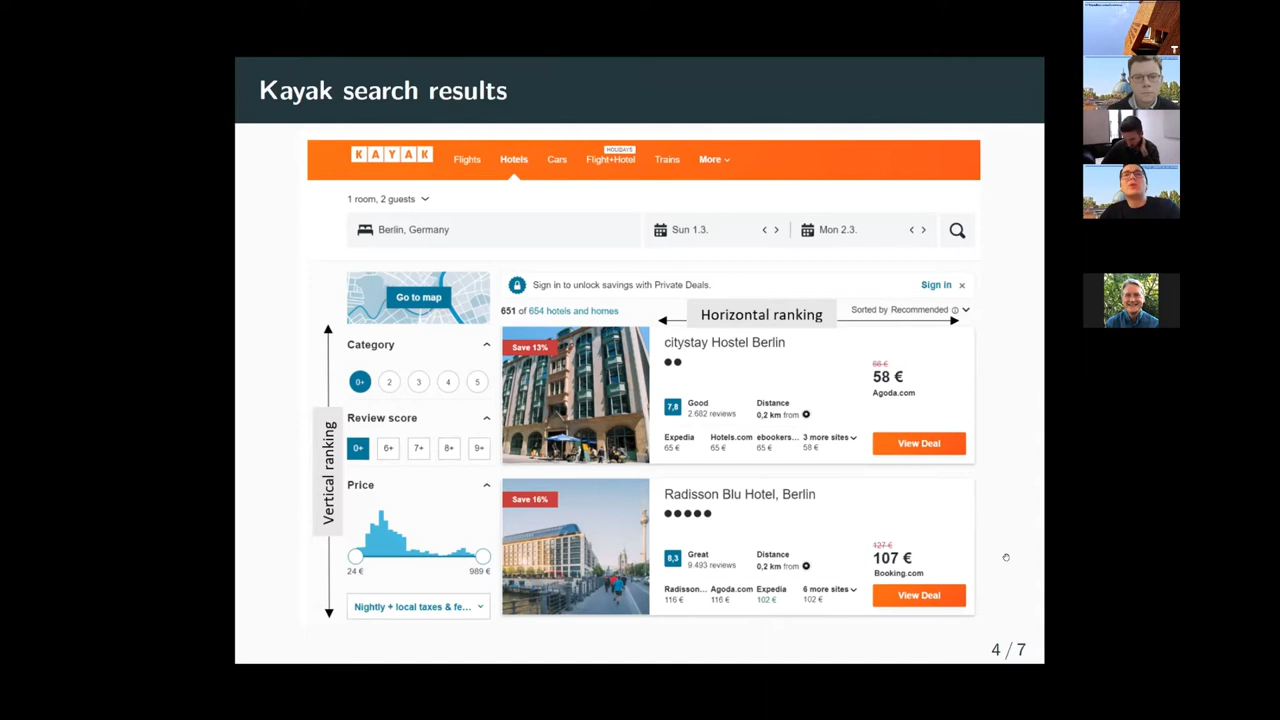 Kayak search results
KAYAK
Flights
Hotels
Cars
HOLIDAYS
Flight+Hotel
Trains
More
1 room, 2 guests
Berlin, Germany
Sun 1.3.
Mon 2.3.
Go to map
Sign in to unlock savings with Private Deals.
Sign in
651 of 654 hotels and homes
Horizontal ranking
Sorted by Recommended
Vertical ranking
Category
0+ 2 3 4 5
Review score
0+ 6+ 7+ 8+ 9+
Price
24 € 989 €
Nightly + local taxes & fe...
Save 13%
citystay Hostel Berlin
7,8
Good
2.682 reviews
Distance
0,2 km from
Expedia
65 €
Hotels.com
65 €
ebookers...
65 €
3 more sites
58 €
66 €
58 €
Agoda.com
View Deal
Save 16%
Radisson Blu Hotel, Berlin
8,3
Great
9.493 reviews
Distance
0,2 km from
Radisson...
116 €
Agoda.com
116 €
Expedia
102 €
6 more sites
102 €
127 €
107 €
Booking.com
View Deal
4 / 7
T